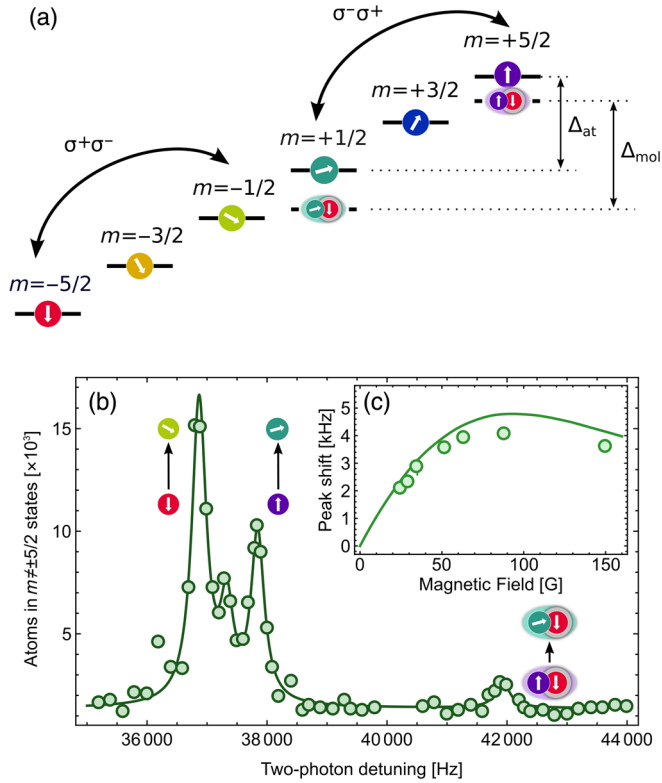 (a)
σ⁻σ⁺
m=+5/2
m=+3/2
Δat
m=+1/2
Δmol
σ⁺σ⁻
m=−1/2
m=−3/2
m=−5/2
(b)
(c)
Atoms in m≠±5/2 states [×10³]
15
10
5
1
36 000
38 000
40 000
42 000
44 000
Two-photon detuning [Hz]
Peak shift [kHz]
5
4
3
2
1
0
0
50
100
150
Magnetic Field [G]